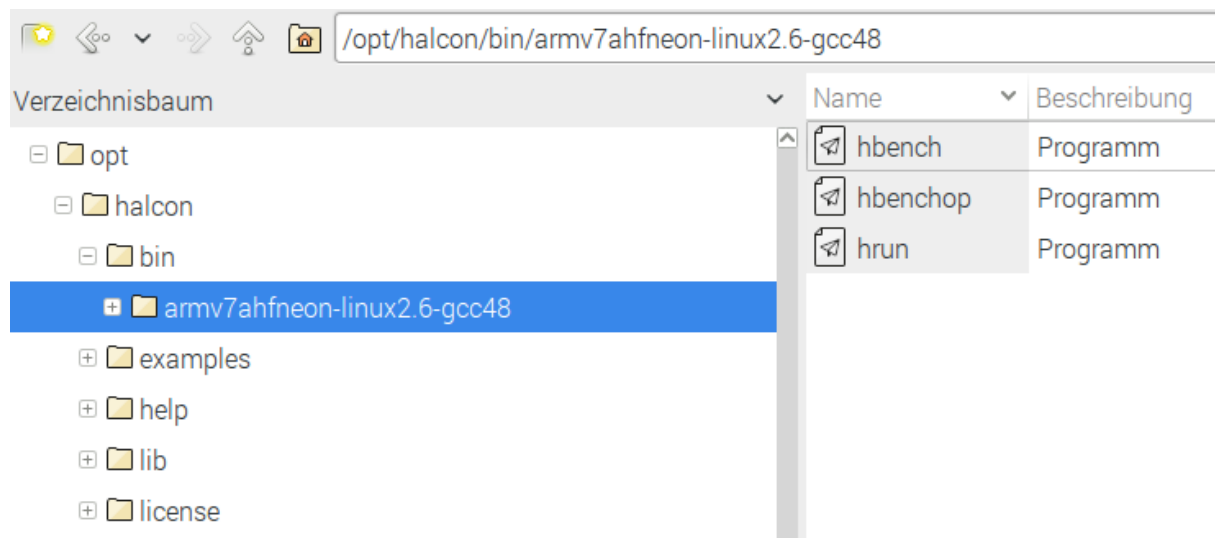 /opt/halcon/bin/armv7ahfneon-linux2.6-gcc48
Verzeichnisbaum
opt
halcon
bin
armv7ahfneon-linux2.6-gcc48
examples
help
lib
license
Name Beschreibung
hbench Programm
hbenchop Programm
hrun Programm